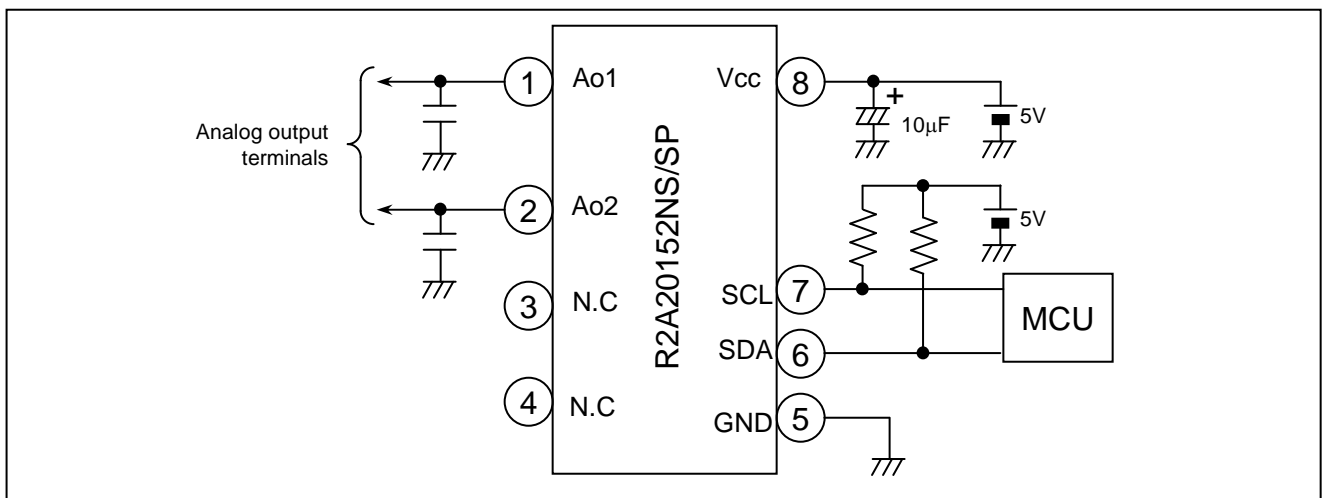 Analog output
terminals
1
Ao1
2
Ao2
3
N.C
4
N.C
R2A20152NS/SP
Vcc
8
+
10μF
5V
5V
SCL
7
SDA
6
GND
5
MCU